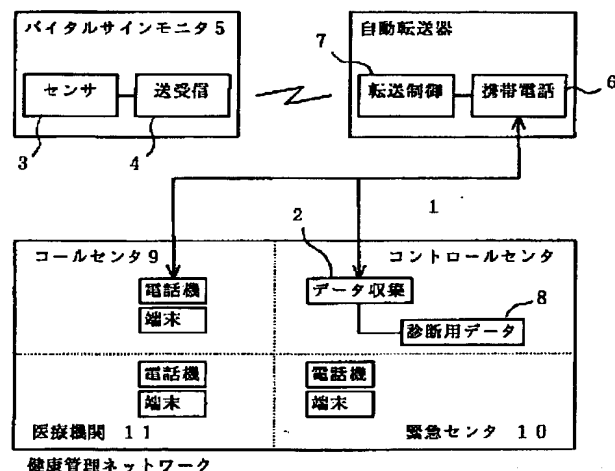 バイタルサインモニタ5
自動転送器
7
センサ
送受信
転送制御
携帯電話
6
3
4
1
2
コールセンタ9
コントロールセンタ
電話機
端末
データ収集
8
診断用データ
電話機
端末
電話機
端末
医療機関 11
緊急センタ 10
健康管理ネットワーク